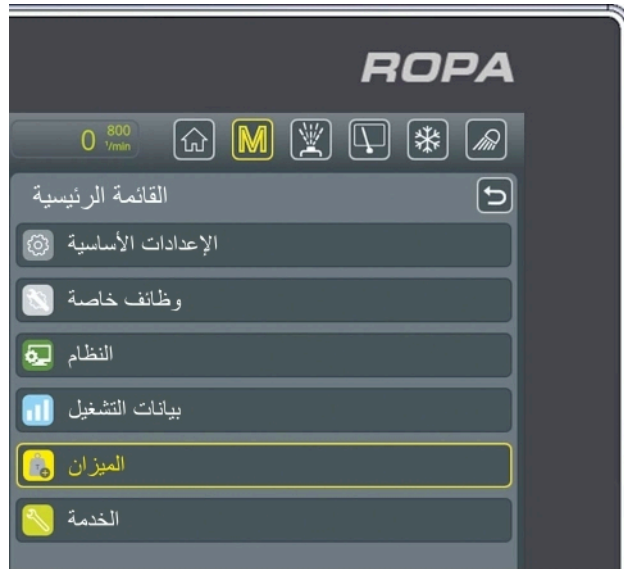 ROPA
0 800 1/min M
القائمة الرئيسية
الإعدادات الأساسية
وظائف خاصة
النظام
بيانات التشغيل
الميزان
الخدمة